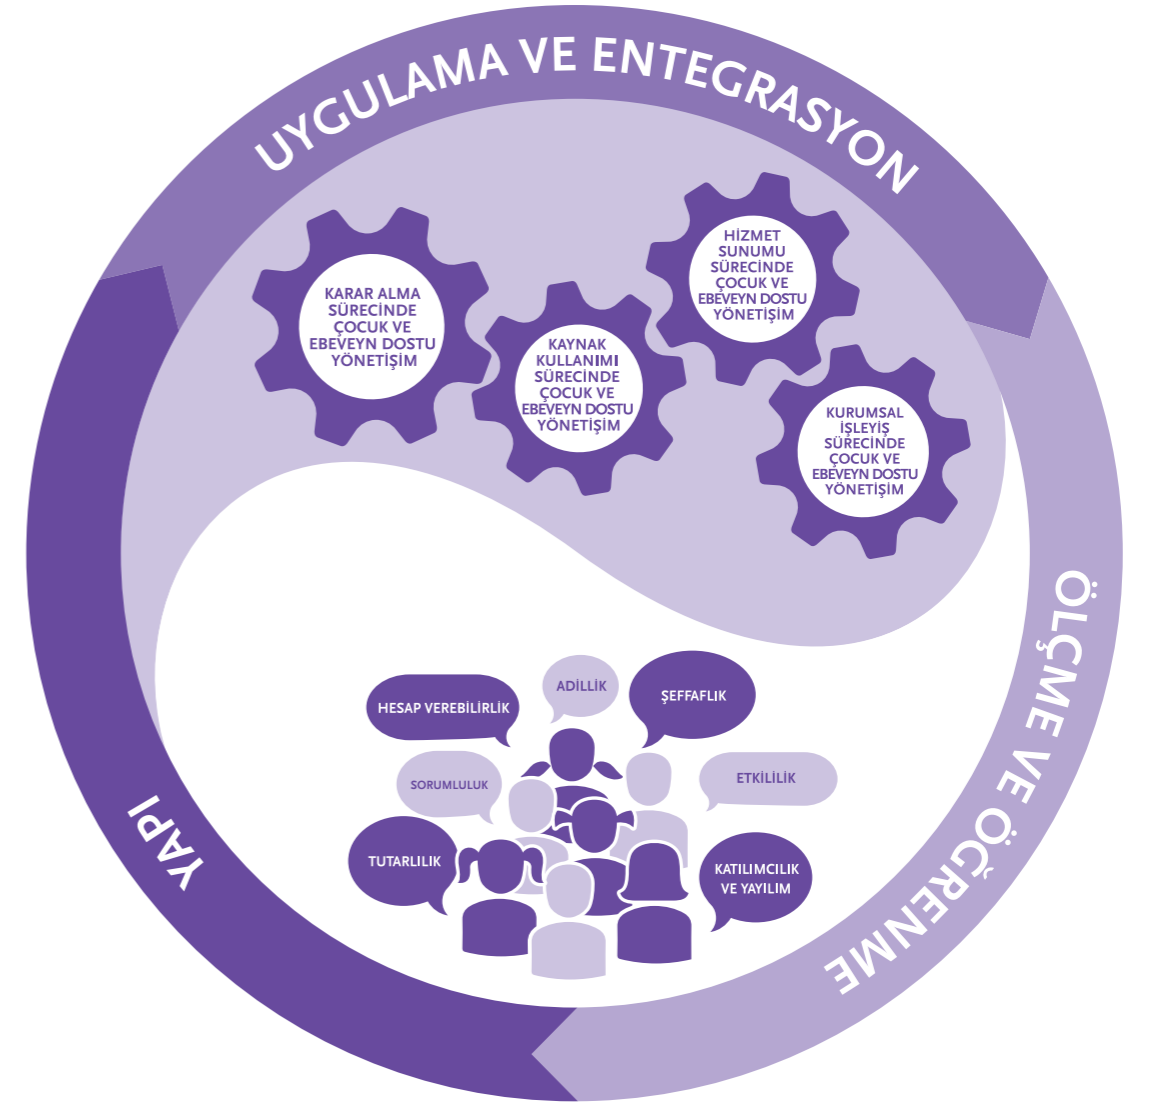 UYGULAMA VE ENTEGRASYON
HİZMET
SUNUMU
SÜRECİNDE
ÇOCUK VE
EBEVEYN DOSTU
YÖNETİŞİM
KARAR ALMA
SÜRECİNDE
ÇOCUK VE
EBEVEYN DOSTU
YÖNETİŞİM
KAYNAK
KULLANIMI
SÜRECİNDE
ÇOCUK VE
EBEVEYN DOSTU
YÖNETİŞİM
KURUMSAL
İŞLEYİŞ
SÜRECİNDE
ÇOCUK VE
EBEVEYN DOSTU
YÖNETİŞİM
ÖLÇME VE ÖĞRENME
YAPI
ADİLLİK
ŞEFFAFLIK
HESAP VEREBİLİRLİK
ETKİLİLİK
SORUMLULUK
TUTARLILIK
KATILIMCILIK
VE YAYILIM